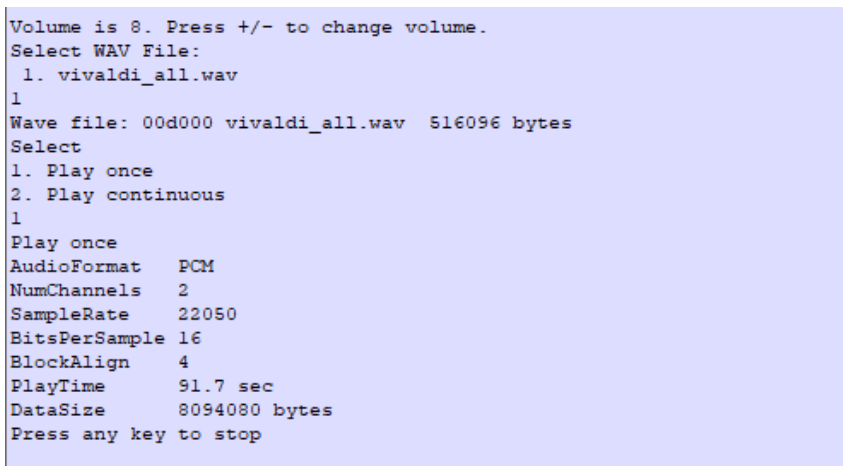 Volume is 8. Press +/- to change volume.
Select WAV File:
 1. vivaldi_all.wav
1
Wave file: 00d000 vivaldi_all.wav  516096 bytes
Select
1. Play once
2. Play continuous
1
Play once
AudioFormat   PCM
NumChannels   2
SampleRate    22050
BitsPerSample 16
BlockAlign    4
PlayTime      91.7 sec
DataSize      8094080 bytes
Press any key to stop